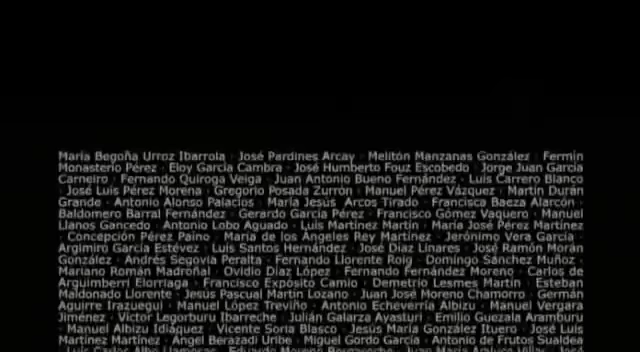 María Begoña Urroz Ibarrola · José Pardines Arcay · Melitón Manzanas González · Fermín
Monasterio Pérez · Eloy García Cambra · José Humberto Fouz Escobedo · Jorge Juan García
Carneiro · Fernando Quiroga Veiga · Juan Antonio Bueno Fernández · Luis Carrero Blanco
· José Luis Pérez Morena · Gregorio Posada Zurrón · Manuel Pérez Vázquez · Martín Durán
Grande · Antonio Alonso Palacios · María Jesús Arcos Tirado · Francisca Baeza Alarcón ·
Baldomero Barral Fernández · Gerardo García Pérez · Francisco Gómez Vaquero · Manuel
Llanos Gancedo · Antonio Lobo Aguado · Luis Martínez Martín · María José Pérez Martínez
· Concepción Pérez Paino · María de los Ángeles Rey Martínez · Jerónimo Vera García ·
Argimiro García Estévez · Luis Santos Hernández · José Díaz Linares · José Ramón Morán
González · Andrés Segovia Peralta · Fernando Llorente Roig · Domingo Sánchez Muñoz ·
Mariano Román Madroñal · Ovidio Díaz López · Fernando Fernández Moreno · Carlos de
Arguimberri Elorriaga · Francisco Expósito Camio · Demetrio Lesmes Martín · Esteban
Maldonado Llorente · Jesús Pascual Martín Lozano · Juan José Moreno Chamorro · Germán
Aguirre Irazuegui · Manuel López Treviño · Antonio Echeverría Albizu · Manuel Vergara
Jiménez · Víctor Legorburu Ibarreche · Julián Galarza Ayasturi · Emilio Guezala Aramburu
· Manuel Albizu Idiáquez · Vicente Soria Blasco · Jesús María González Ituero · José Luis
Martínez Martínez · Ángel Berazadi Uribe · Miguel Gordo García · Antonio de Frutos Sualdea